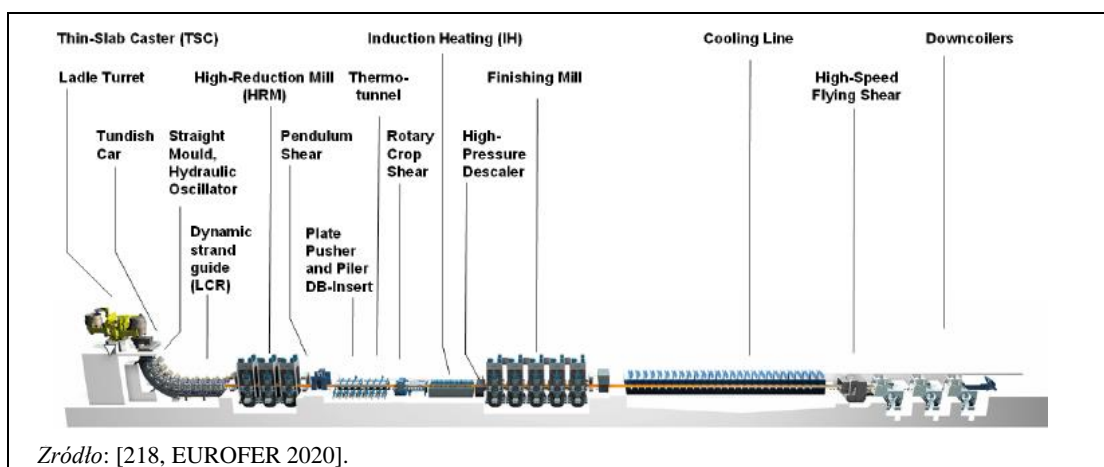 Thin-Slab Caster (TSC)
Induction Heating (IH)
Cooling Line
Downcoilers
Ladle Turret
High-Reduction Mill
(HRM)
Thermo-
tunnel
Finishing Mill
High-Speed
Flying Shear
Tundish
Car
Straight
Mould,
Hydraulic
Oscillator
Pendulum
Shear
Rotary
Crop
Shear
High-
Pressure
Descaler
Dynamic
strand
guide
(LCR)
Plate
Pusher
and Piler
DB-Insert
Zródło: [218, EUROFER 2020].